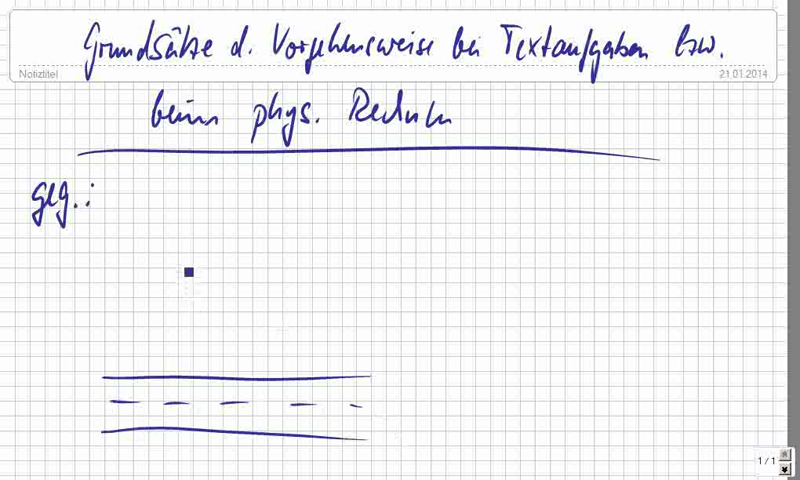 Grundsätze d. Vorgehensweise bei Textaufgaben bzw.
Notiztitel
21.01.2014
beim phys. Rechnen
geg.:
1/1